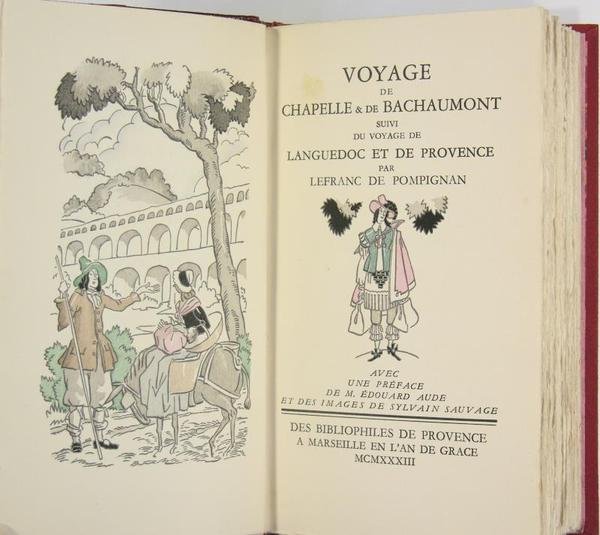 VOYAGE
DE
CHAPELLE & DE BACHAUMONT
SUIVI
DU VOYAGE DE
LANGUEDOC ET DE PROVENCE
PAR
LEFRANC DE POMPIGNAN
AVEC
UNE PRÉFACE
DE M. ÉDOUARD AUDE
ET DES IMAGES DE SYLVAIN SAUVAGE
DES BIBLIOPHILES DE PROVENCE
A MARSEILLE EN L'AN DE GRACE
MCMXXXIII